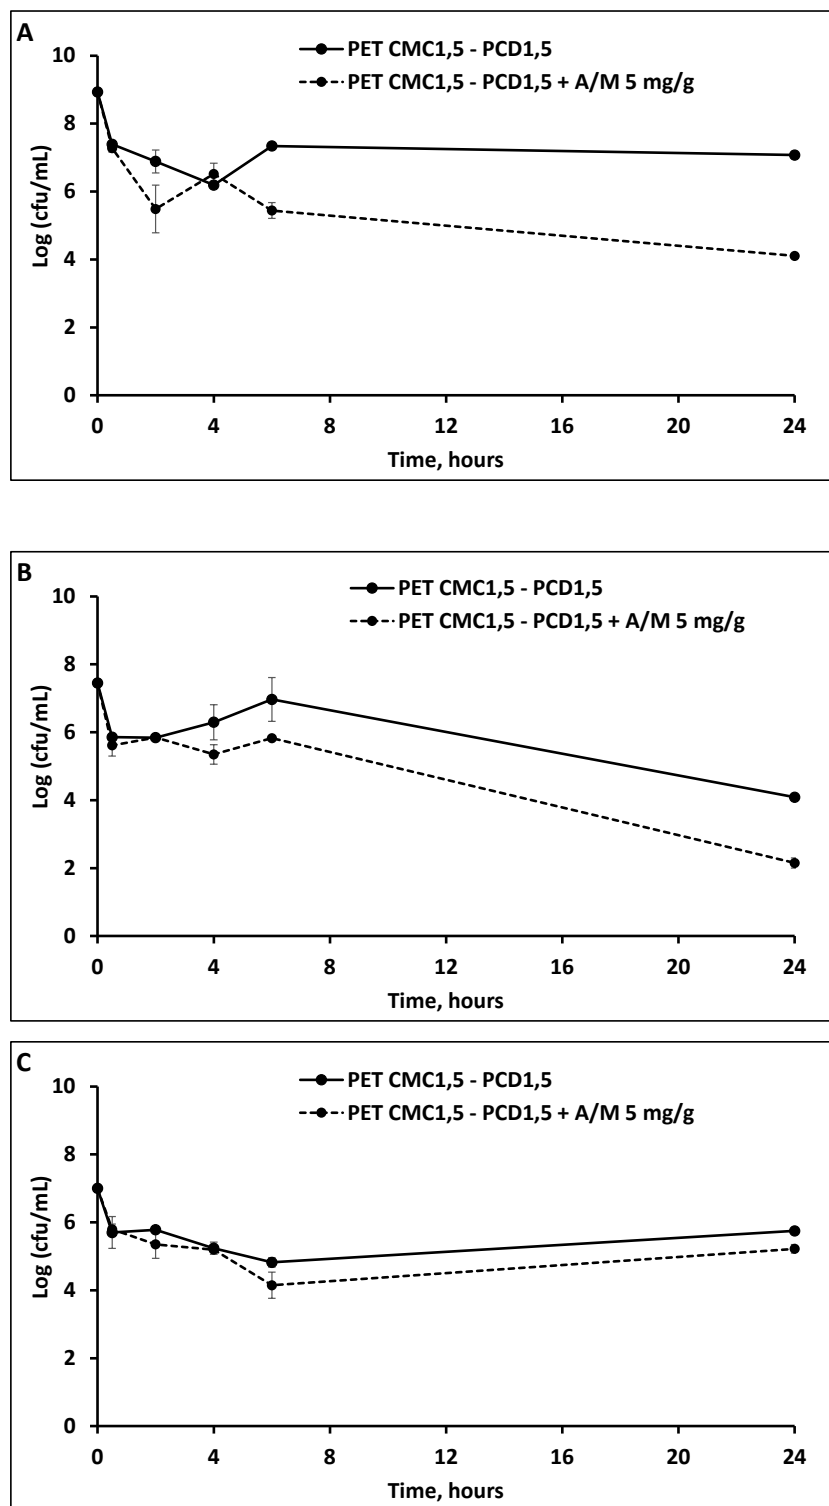 A
PET CMC1,5 - PCD1,5
PET CMC1,5 - PCD1,5 + A/M 5 mg/g
10
8
6
4
2
0
Log (cfu/mL)
0 4 8 12 16 20 24
Time, hours
B
PET CMC1,5 - PCD1,5
PET CMC1,5 - PCD1,5 + A/M 5 mg/g
10
8
6
4
2
0
Log (cfu/mL)
0 4 8 12 16 20 24
Time, hours
C
PET CMC1,5 - PCD1,5
PET CMC1,5 - PCD1,5 + A/M 5 mg/g
10
8
6
4
2
0
Log (cfu/mL)
0 4 8 12 16 20 24
Time, hours